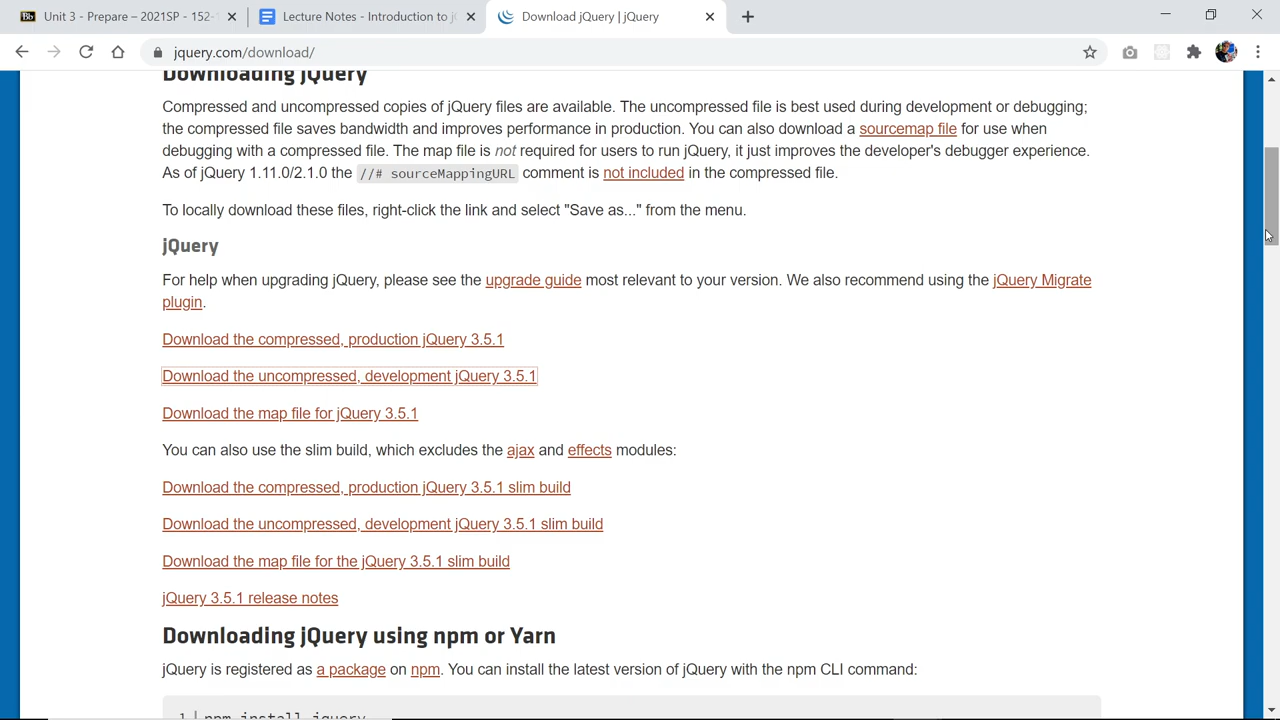 Unit 3 - Prepare – 2021SP - 152-
Lecture Notes - Introduction to jQ
Download jQuery | jQuery
jquery.com/download/
Downloading jQuery
Compressed and uncompressed copies of jQuery files are available. The uncompressed file is best used during development or debugging;
the compressed file saves bandwidth and improves performance in production. You can also download a sourcemap file for use when
debugging with a compressed file. The map file is not required for users to run jQuery, it just improves the developer's debugger experience.
As of jQuery 1.11.0/2.1.0 the //# sourceMappingURL comment is not included in the compressed file.
To locally download these files, right-click the link and select "Save as..." from the menu.
jQuery
For help when upgrading jQuery, please see the upgrade guide most relevant to your version. We also recommend using the jQuery Migrate
plugin.
Download the compressed, production jQuery 3.5.1
Download the uncompressed, development jQuery 3.5.1
Download the map file for jQuery 3.5.1
You can also use the slim build, which excludes the ajax and effects modules:
Download the compressed, production jQuery 3.5.1 slim build
Download the uncompressed, development jQuery 3.5.1 slim build
Download the map file for the jQuery 3.5.1 slim build
jQuery 3.5.1 release notes
Downloading jQuery using npm or Yarn
jQuery is registered as a package on npm. You can install the latest version of jQuery with the npm CLI command:
1 npm install jquery